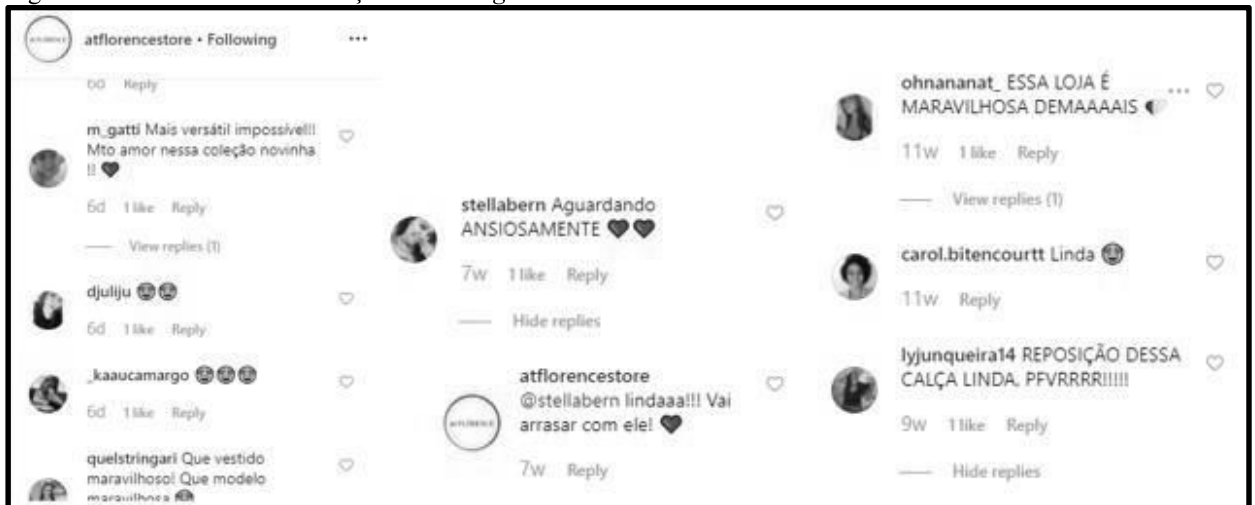 atflorencestore • Following
6d Reply
m_gatti Mais versátil impossível!!
Mto amor nessa coleção novinha
!! 🖤
6d 1 like Reply
View replies (1)
djuliju
6d 1 like Reply
_kaaucamargo
6d 1 like Reply
quelstringari Que vestido
maravilhoso! Que modelo
maravilhosa
stellabern Aguardando
ANSIOSAMENTE 🖤🖤
7w 1 like Reply
Hide replies
atflorencestore
@stellabern lindaaa!!! Vai
arrasar com ele! 🖤
7w Reply
ohnananat_ ESSA LOJA É
MARAVILHOSA DEMAAAAIS
11w 1 like Reply
View replies (1)
carol.bitencourtt Linda
11w Reply
lyjunqueira14 REPOSIÇÃO DESSA
CALÇA LINDA, PFVRRRR!!!!!
9w 1 like Reply
Hide replies